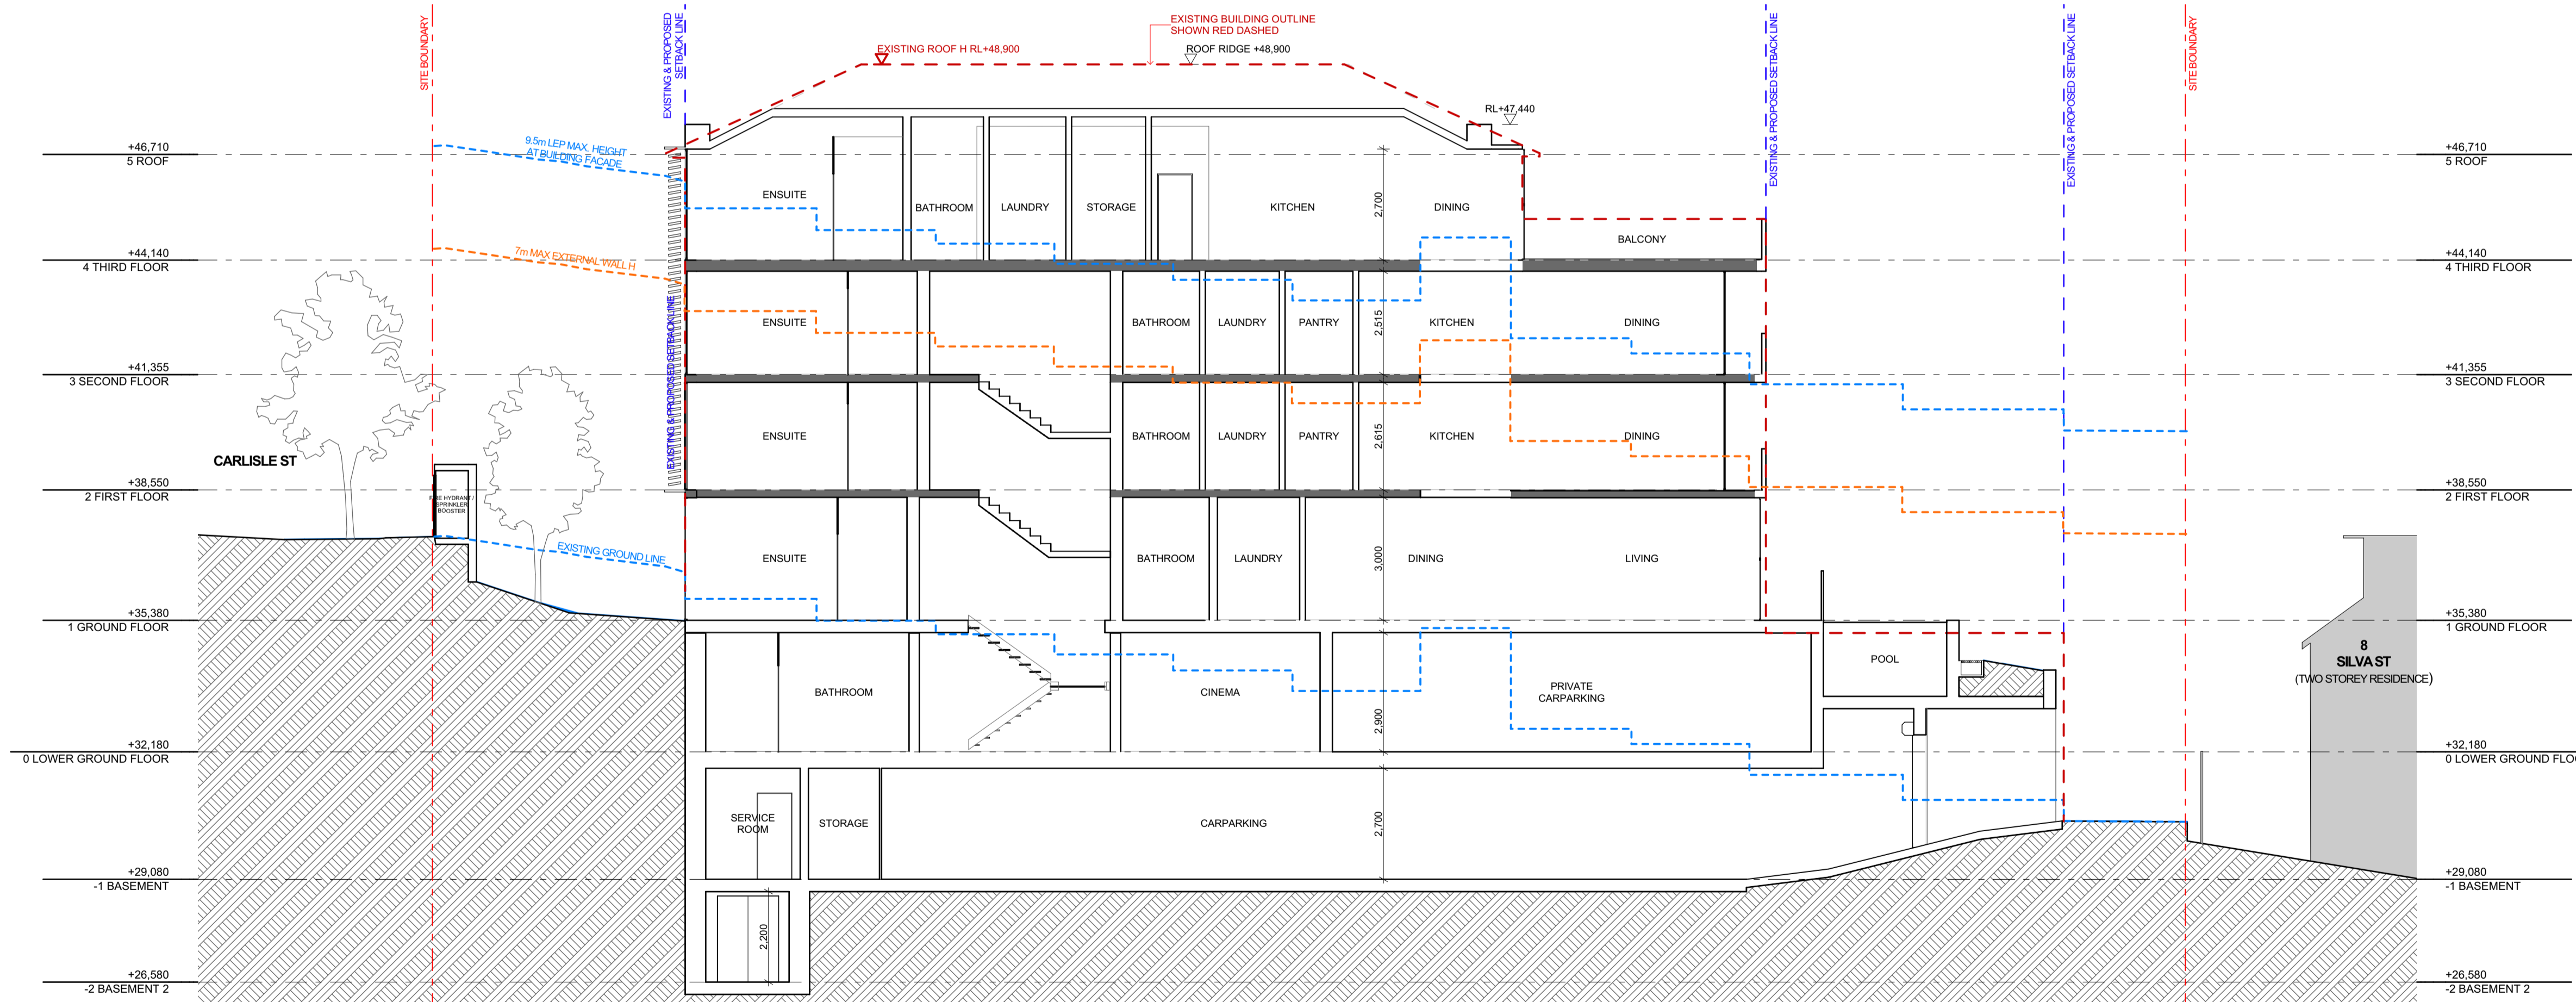 EXISTING BUILDING OUTLINE
SHOWN RED DASHED
EXISTING ROOF H RL+48,900
ROOF RIDGE +48,900
RL+47,440
SITE BOUNDARY
EXISTING & PROPOSED
SETBACK LINE
EXISTING & PROPOSED SETBACK LINE
EXISTING & PROPOSED SETBACK LINE
SITE BOUNDARY
9.5m LEP MAX. HEIGHT
AT BUILDING FACADE
7m MAX EXTERNAL WALL H
EXISTING & PROPOSED SETBACK LINE
EXISTING GROUND LINE
+46,710
5 ROOF
+44,140
4 THIRD FLOOR
+41,355
3 SECOND FLOOR
CARLISLE ST
+38,550
2 FIRST FLOOR
FIRE HYDRANT /
SPRINKLER
BOOSTER
+35,380
1 GROUND FLOOR
+32,180
0 LOWER GROUND FLOOR
+29,080
-1 BASEMENT
+26,580
-2 BASEMENT 2
ENSUITE
BATHROOM
LAUNDRY
STORAGE
KITCHEN
2,700
DINING
BALCONY
ENSUITE
BATHROOM
LAUNDRY
PANTRY
2,515
KITCHEN
DINING
ENSUITE
BATHROOM
LAUNDRY
PANTRY
2,615
KITCHEN
DINING
ENSUITE
BATHROOM
LAUNDRY
3,000
DINING
LIVING
BATHROOM
CINEMA
2,900
PRIVATE
CARPARKING
POOL
SERVICE
ROOM
STORAGE
CARPARKING
2,700
2,200
8
SILVA ST
(TWO STOREY RESIDENCE)
+46,710
5 ROOF
+44,140
4 THIRD FLOOR
+41,355
3 SECOND FLOOR
+38,550
2 FIRST FLOOR
+35,380
1 GROUND FLOOR
+32,180
0 LOWER GROUND FLO
+29,080
-1 BASEMENT
+26,580
-2 BASEMENT 2